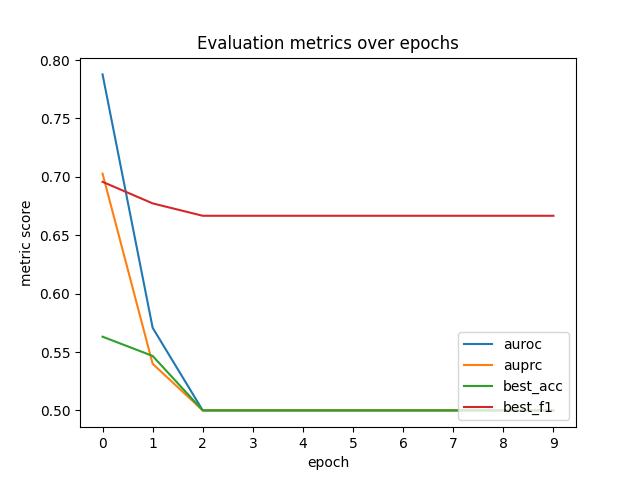 Evaluation metrics over epochs
metric score
0.80
0.75
0.70
0.65
0.60
0.55
0.50
0 1 2 3 4 5 6 7 8 9
epoch
auroc
auprc
best_acc
best_f1